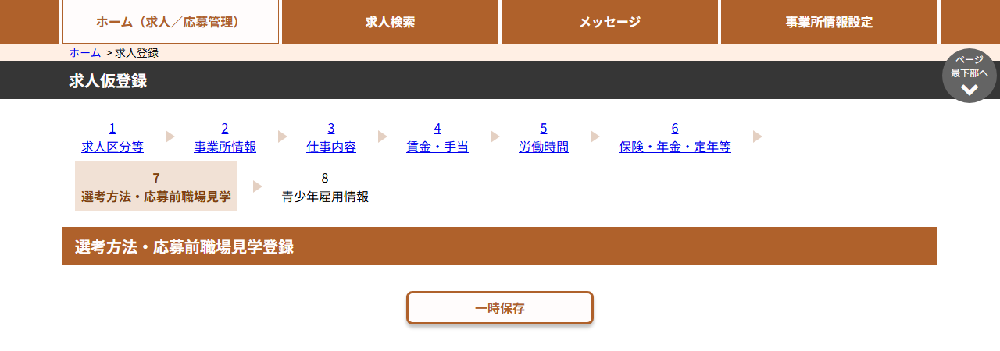 ホーム（求人／応募管理）
求人検索
メッセージ
事業所情報設定
ホーム > 求人登録
ページ
最下部へ
求人仮登録
1
求人区分等
2
事業所情報
3
仕事内容
4
賃金・手当
5
労働時間
6
保険・年金・定年等
7
選考方法・応募前職場見学
8
青少年雇用情報
選考方法・応募前職場見学登録
一時保存